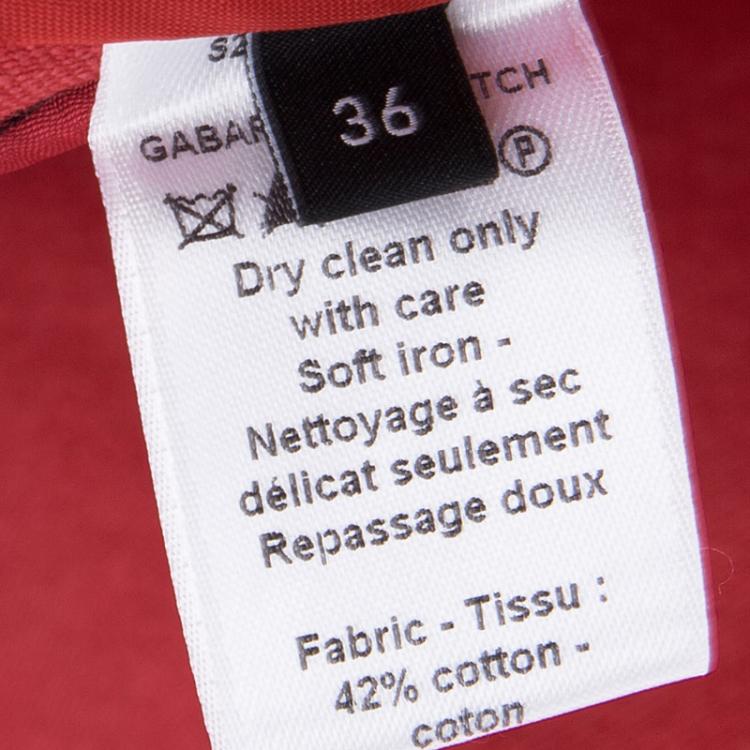 36
TCH
P
Dry clean only
with care
Soft iron -
Nettoyage à sec
délicat seulement
Repassage doux
Fabric - Tissu :
42% cotton -
coton